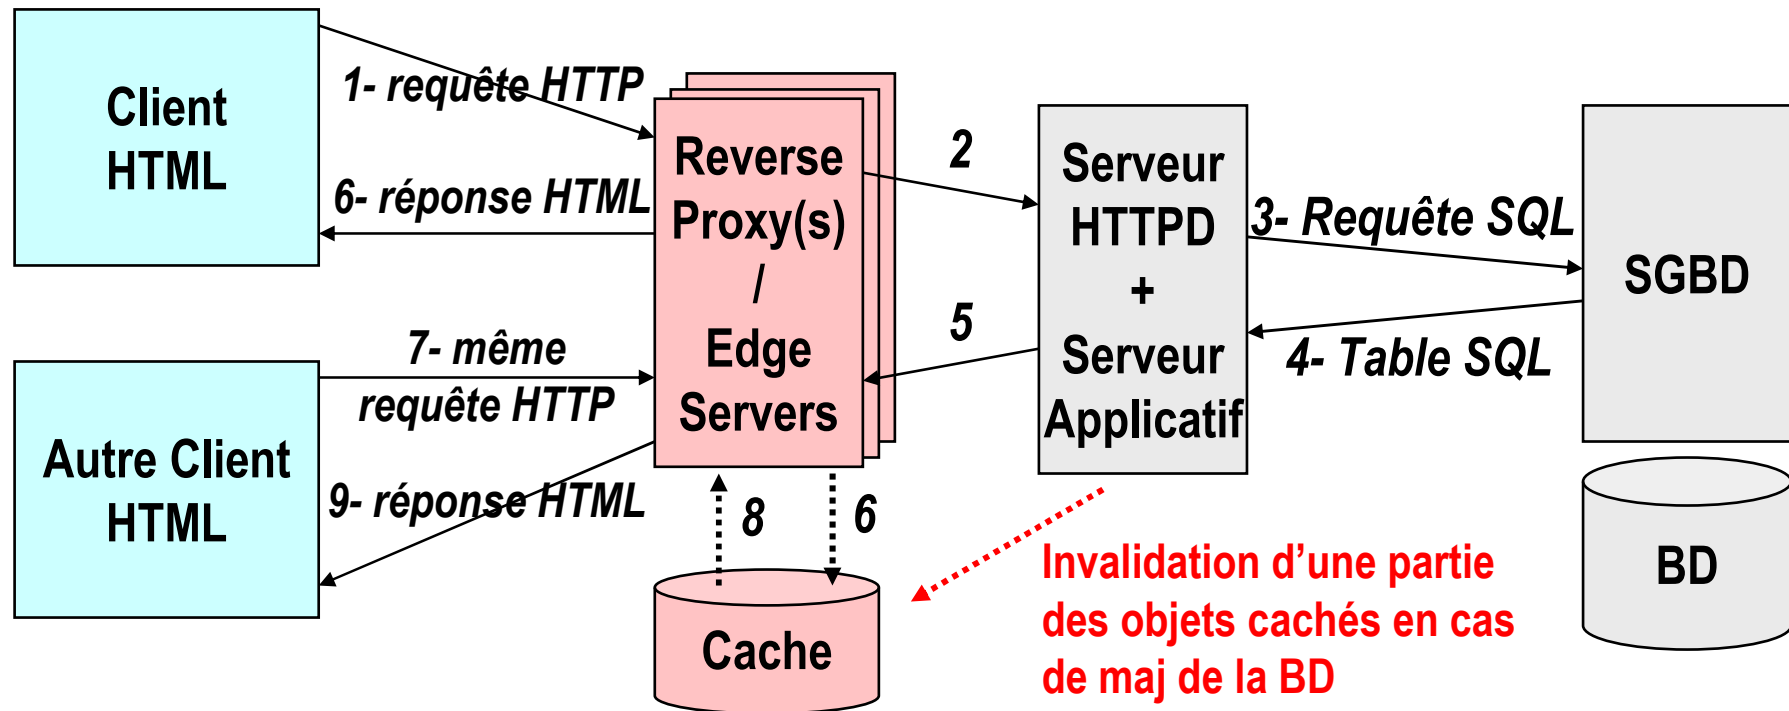 Client
HTML
1- requête HTTP
6- réponse HTML
7- même
requête HTTP
Autre Client
HTML
9- réponse HTML
Reverse
Proxy(s)
/
Edge
Servers
8
6
Cache
2
5
Serveur
HTTPD
+
Serveur
Applicatif
3- Requête SQL
4- Table SQL
SGBD
BD
Invalidation d’une partie
des objets cachés en cas
de maj de la BD